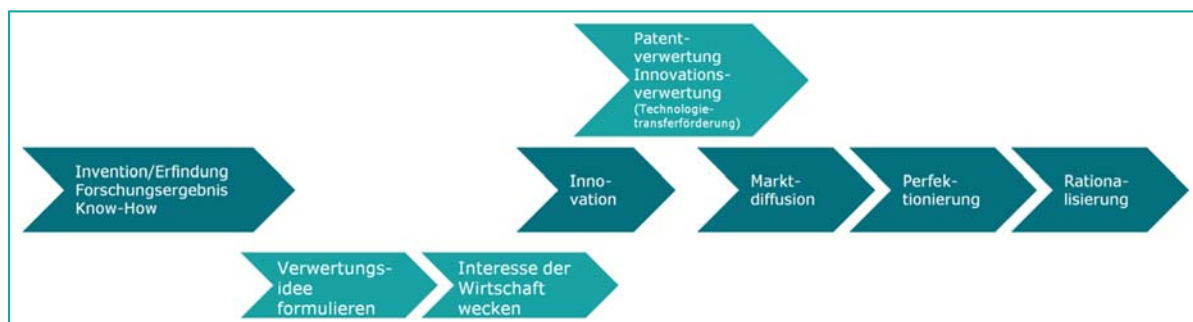 Patent-
verwertung
Innovations-
verwertung
(Technologie-
transferförderung)
Invention/Erfindung
Forschungsergebnis
Know-How
Inno-
vation
Markt-
diffusion
Perfek-
tionierung
Rationa-
lisierung
Verwertungs-
idee
formulieren
Interesse der
Wirtschaft
wecken